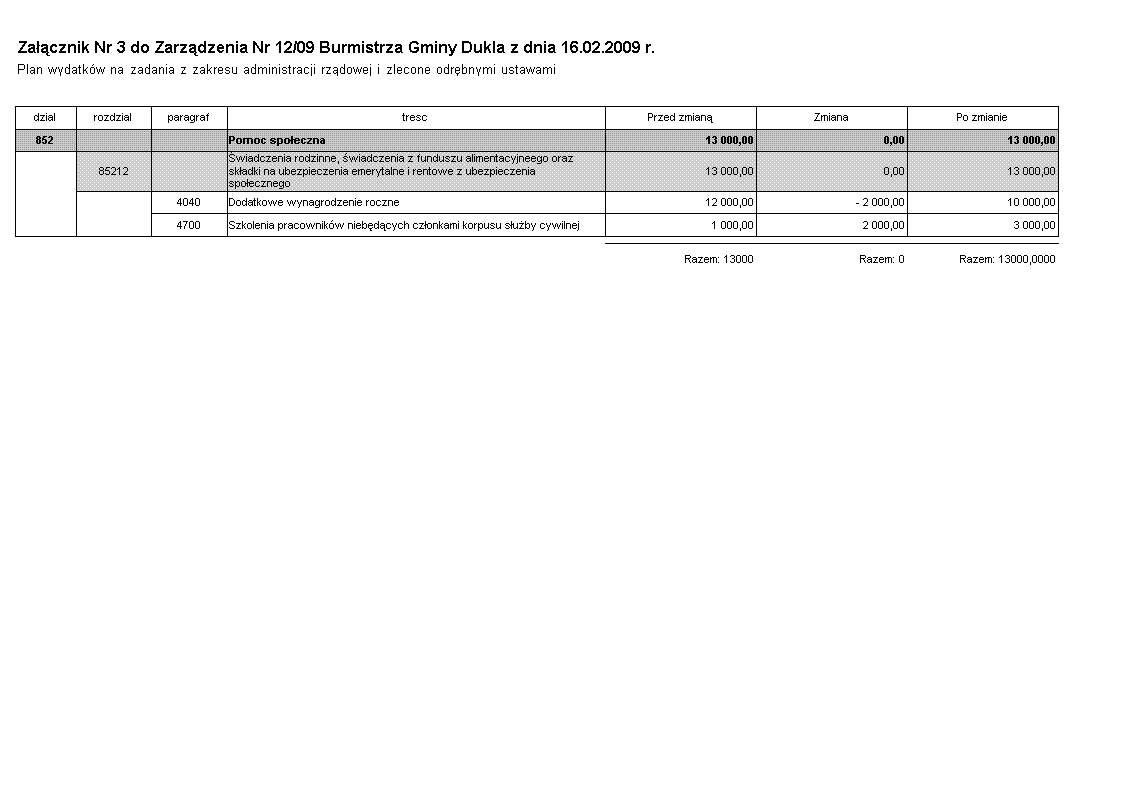 Załącznik Nr 3 do Zarządzenia Nr 12/09 Burmistrza Gminy Dukla z dnia 16.02.2009 r.
Plan wydatków na zadania z zakresu administracji rządowej i zlecone odrębnymi ustawami
dzial rozdzial paragraf tresc Przed zmianą Zmiana Po zmianie
852 Pomoc społeczna 13 000,00 0,00 13 000,00
Świadczenia rodzinne, świadczenia z funduszu alimentacyjneego oraz
85212 składki na ubezpieczenia emerytalne i rentowe z ubezpieczenia 13 000,00 0,00 13 000,00
społecznego
4040 Dodatkowe wynagrodzenie roczne 12 000,00 - 2 000,00 10 000,00
4700 Szkolenia pracowników niebędących członkami korpusu służby cywilnej 1 000,00 2 000,00 3 000,00
Razem: 13000 Razem: 0 Razem: 13000,0000